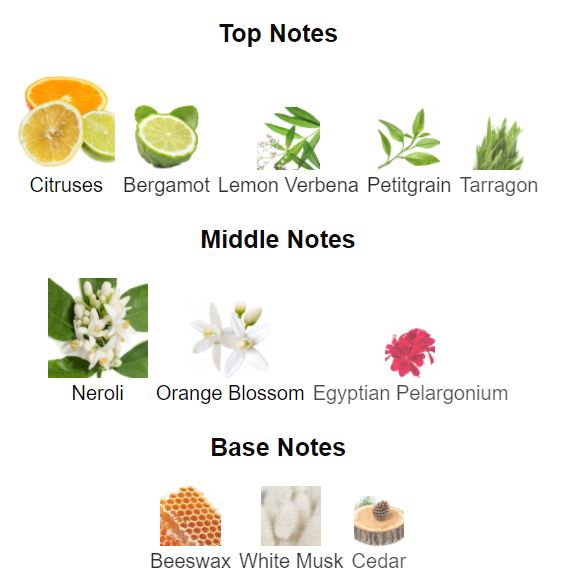 Top Notes
Citruses Bergamot Lemon Verbena Petitgrain Tarragon
Middle Notes
Neroli Orange Blossom Egyptian Pelargonium
Base Notes
Beeswax White Musk Cedar